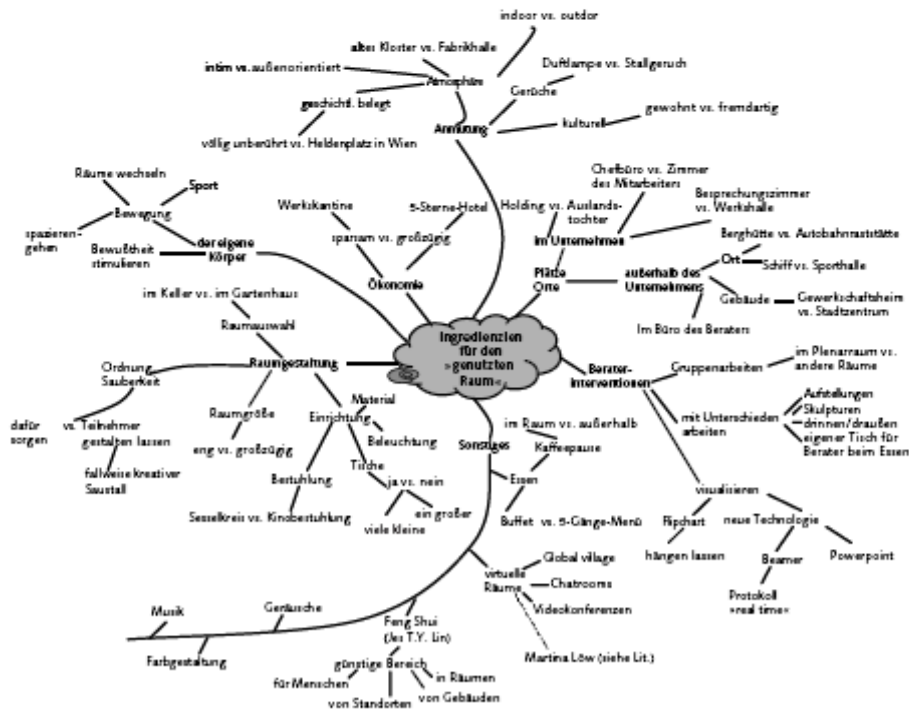 indoor vs. outdor
altes Kloster vs. Fabrikhalle
intim vs. außenorientiert
Atmosphäre
Duftlampe vs. Stallgeruch
Gerüche
geschichtl. belegt
völlig unberührt vs. Heldenplatz in Wien
Anmutung
kulturell
gewohnt vs. fremdartig
Räume wechseln
Sport
Bewegung
spazieren-
gehen
Bewußtheit
stimulieren
der eigene
Körper
Werkskantine
5-Sterne-Hotel
sparsam vs. großzügig
Ökonomie
Chefbüro vs. Zimmer
des Mitarbeiters
Holding vs. Auslands-
tochter
Besprechungszimmer
vs. Werkshalle
im Unternehmen
Plätze
Orte
außerhalb des
Unternehmens
Berghütte vs. Autobahnraststätte
Ort
Schiff vs. Sporthalle
Gebäude
Gewerkschaftsheim
vs. Stadtzentrum
Im Büro des Beraters
Ingredienzien
für den
»genutzten
Raum«
im Keller vs. im Gartenhaus
Raumauswahl
Raumgestaltung
Ordnung
Sauberkeit
dafür
sorgen
vs. Teilnehmer
gestalten lassen
fallweise kreativer
Saustall
Raumgröße
eng vs. großzügig
Einrichtung
Material
Beleuchtung
Tische
ja vs. nein
ein großer
viele kleine
Bestuhlung
Sesselkreis vs. Kinobestuhlung
Berater-
interventionen
Gruppenarbeiten
im Plenarraum vs.
andere Räume
mit Unterschieden
arbeiten
Aufstellungen
Skulpturen
drinnen/draußen
eigener Tisch für
Berater beim Essen
visualisieren
Flipchart
hängen lassen
neue Technologie
Beamer
Protokoll
»real time«
Powerpoint
Sonstiges
im Raum vs. außerhalb
Kaffeepause
Essen
Buffet vs. 5-Gänge-Menü
virtuelle
Räume
Global village
Chatrooms
Videokonferenzen
Martina Löw (siehe Lit.)
Feng Shui
(Jes T.Y. Lin)
günstige Bereich
für Menschen
von Standorten
von Gebäuden
in Räumen
Geräusche
Musik
Farbgestaltung